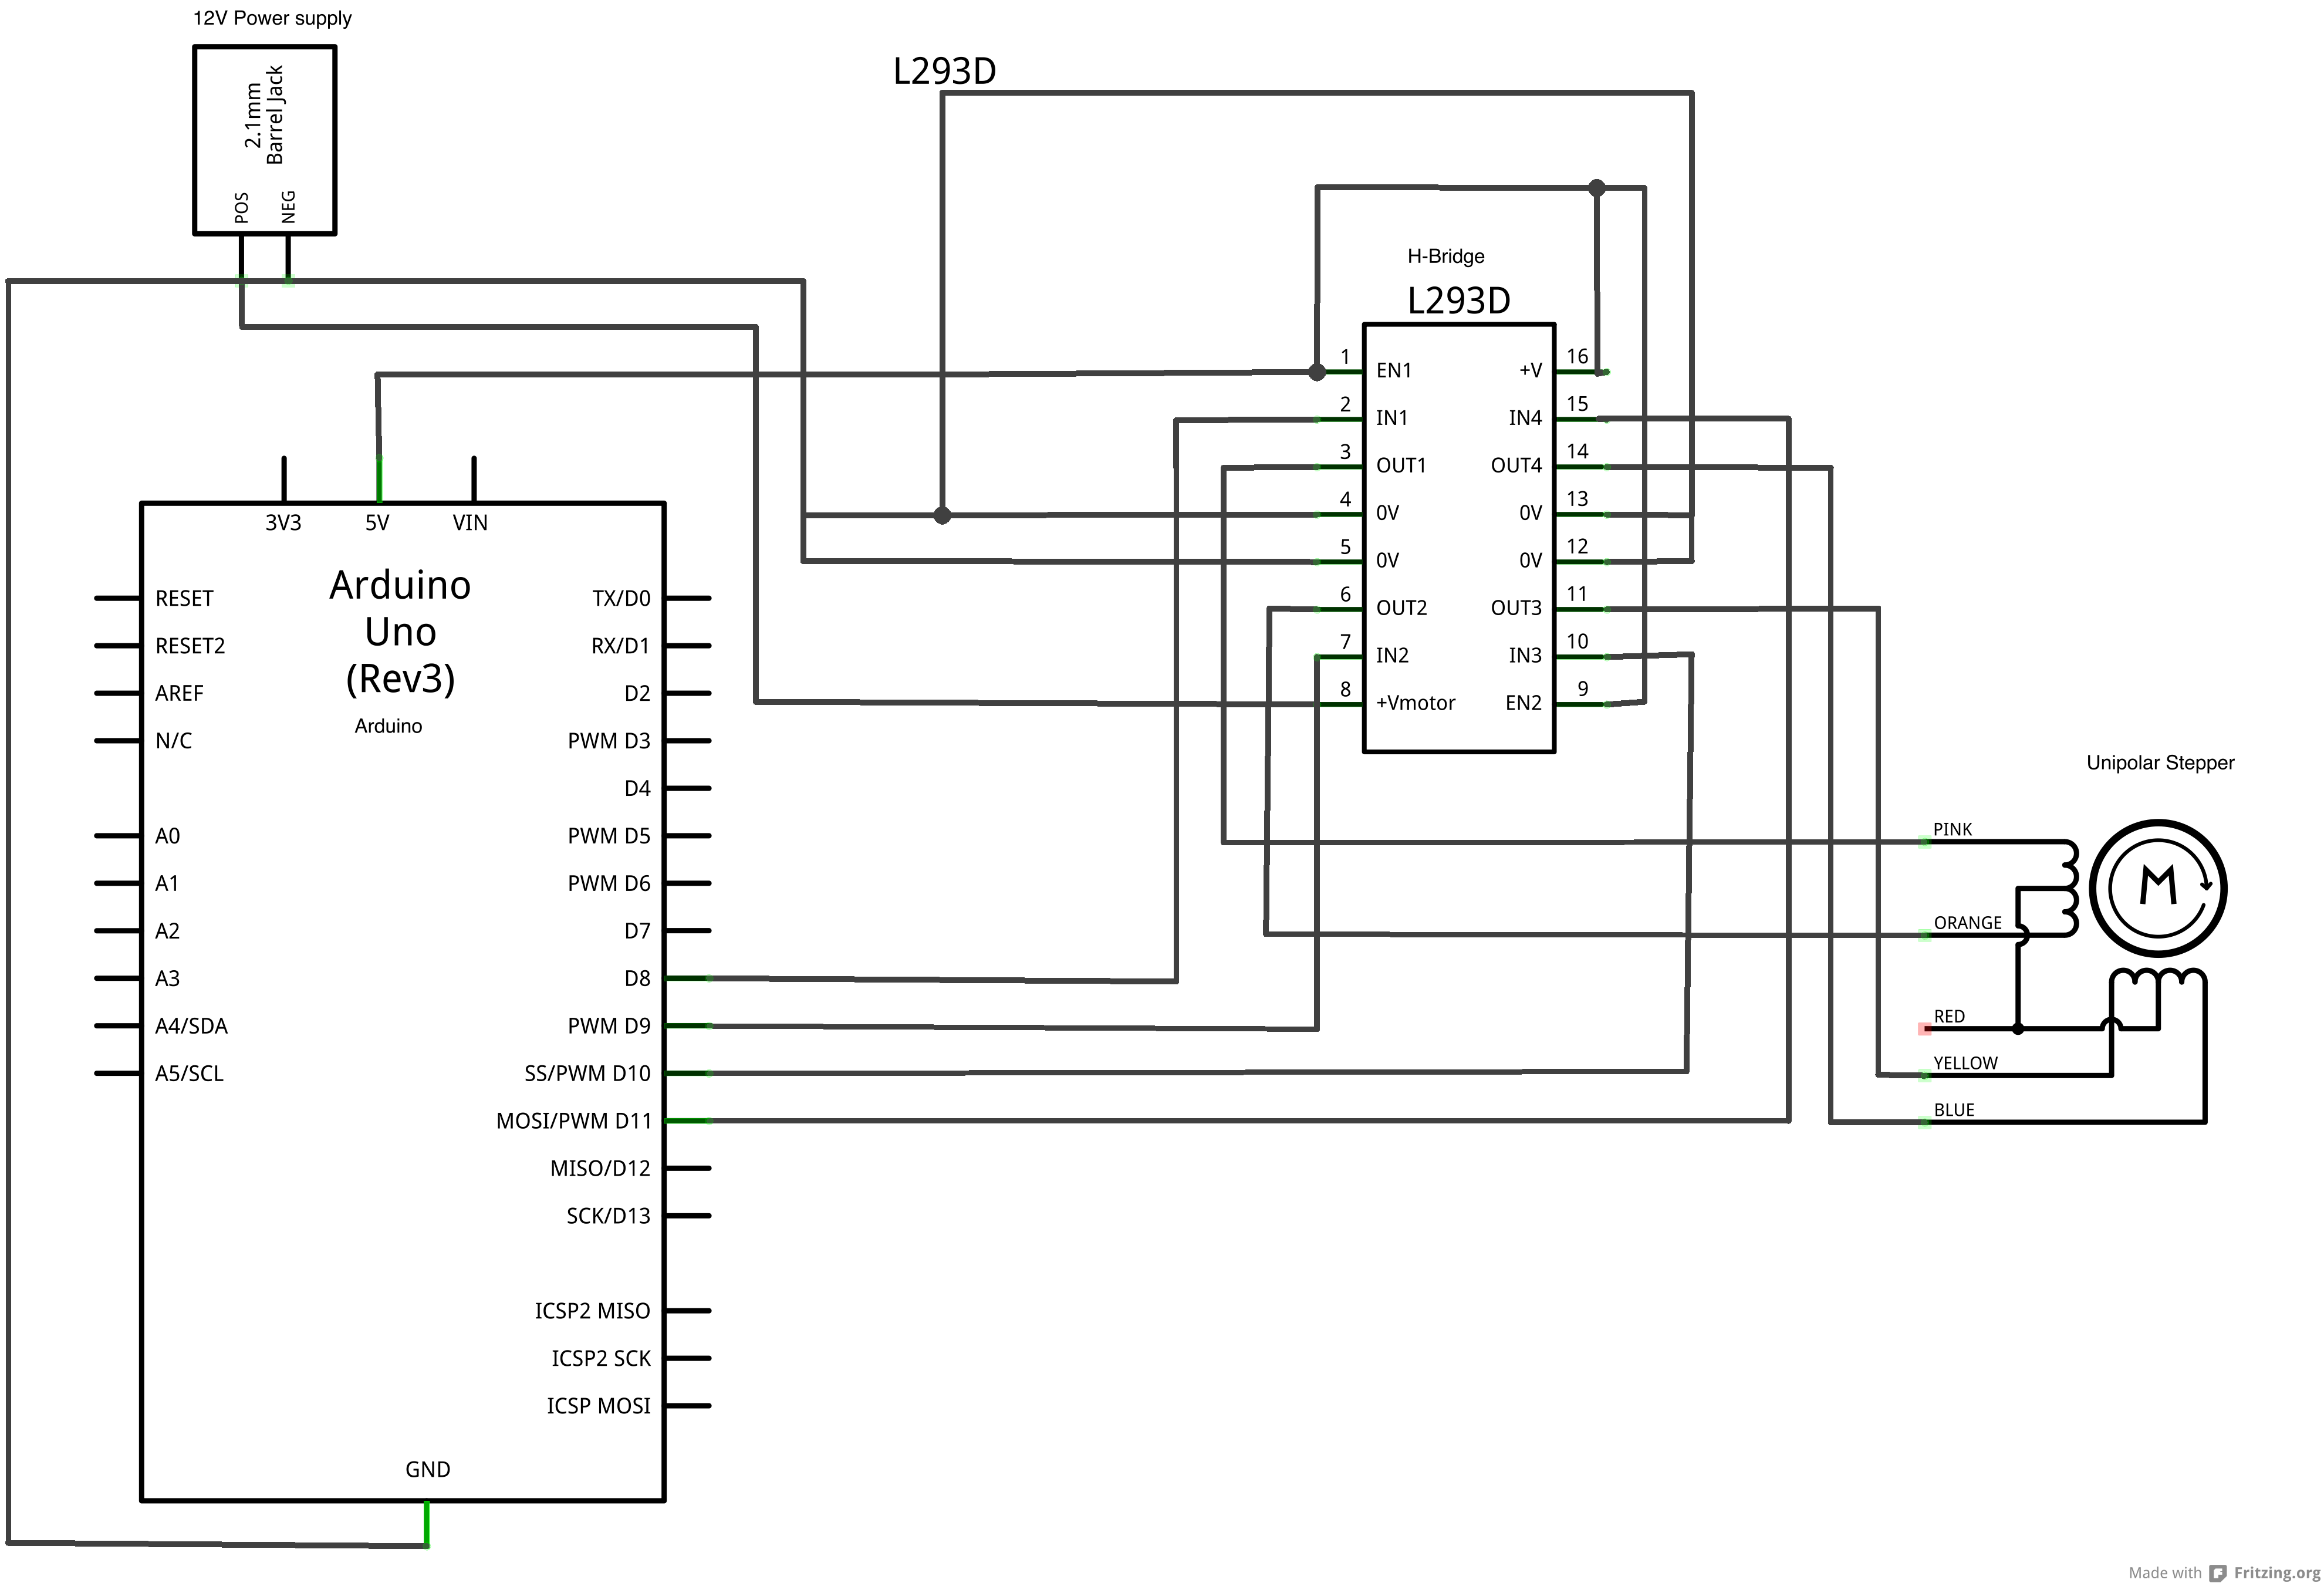 12V Power supply
2.1mm
Barrel Jack
POS
NEG
L293D
H-Bridge
L293D
1
EN1
2
IN1
3
OUT1
4
0V
5
0V
6
OUT2
7
IN2
8
+Vmotor
16
+V
15
IN4
14
OUT4
13
0V
12
0V
11
OUT3
10
IN3
9
EN2
3V3
5V
VIN
Arduino
Uno
(Rev3)
Arduino
RESET
RESET2
AREF
N/C
A0
A1
A2
A3
A4/SDA
A5/SCL
TX/D0
RX/D1
D2
PWM D3
D4
PWM D5
PWM D6
D7
D8
PWM D9
SS/PWM D10
MOSI/PWM D11
MISO/D12
SCK/D13
ICSP2 MISO
ICSP2 SCK
ICSP MOSI
GND
Unipolar Stepper
PINK
ORANGE
RED
YELLOW
BLUE
M
Made with Fritzing.org